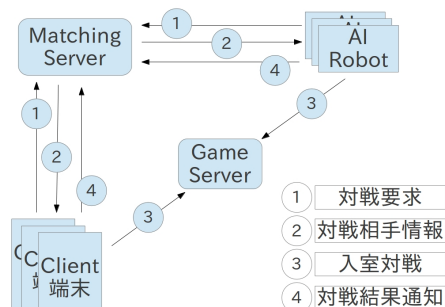 Matching
Server
1
2
4
AI
Robot
1
2
4
3
3
Game
Server
Client
端末
1 対戦要求
2 対戦相手情報
3 入室対戦
4 対戦結果通知